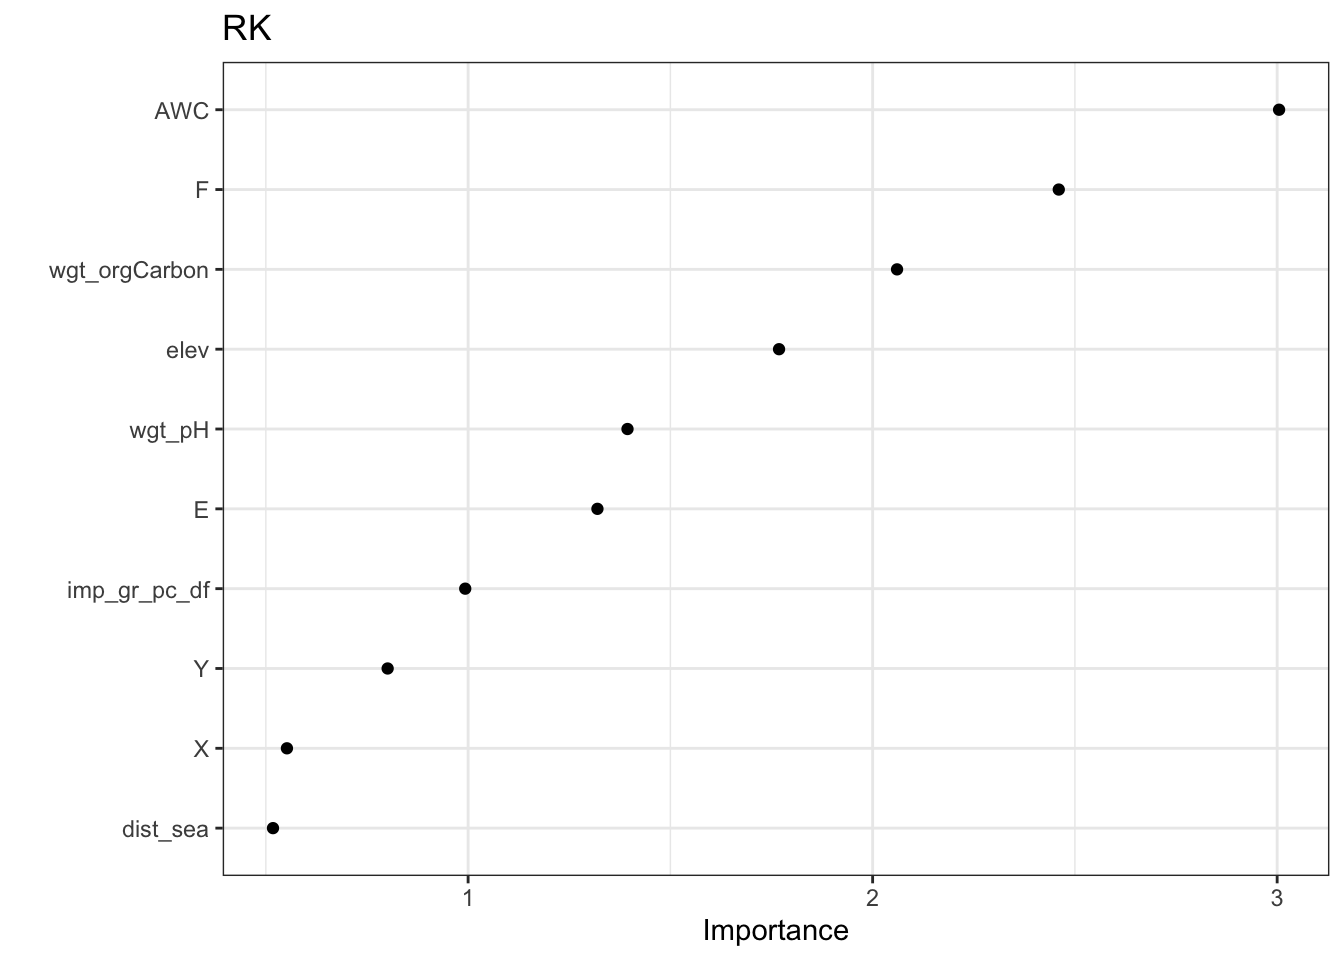 RK
AWC
F
wgt_orgCarbon
elev
wgt_pH
E
imp_gr_pc_df
Y
X
dist_sea
1 2 3
Importance